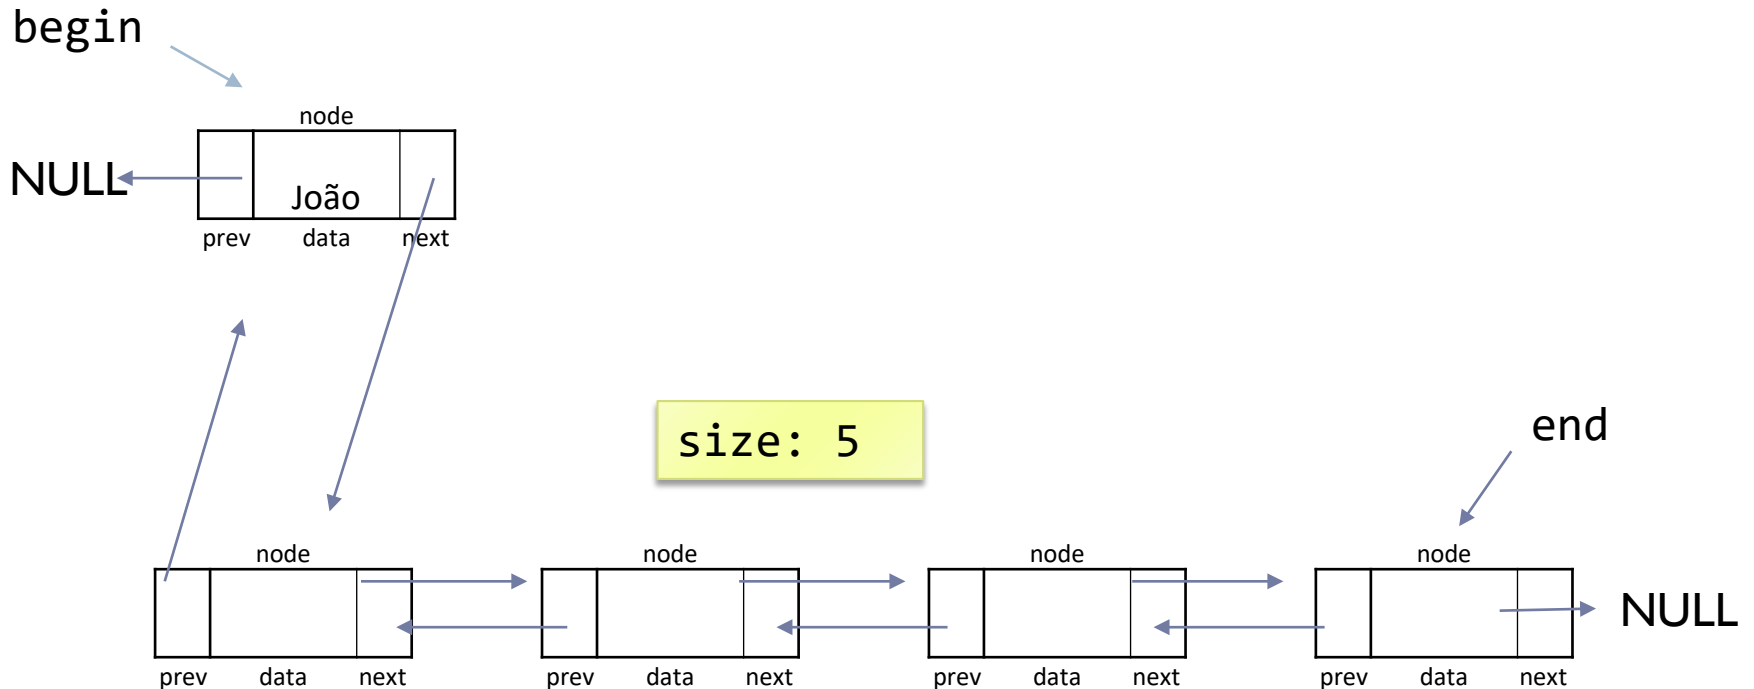 begin
node
NULL
João
prev data next
size: 5
end
node node node node
NULL
prev data next prev data next prev data next prev data next